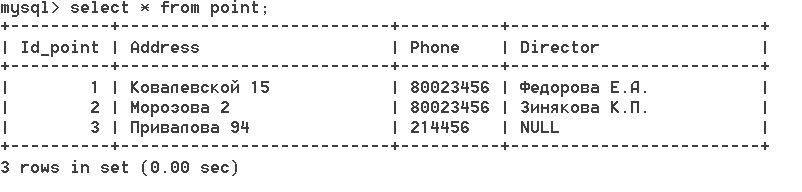 mysql> select * from point;
+----------+---------------------------+----------+-------------------------+
| Id_point | Address                   | Phone    | Director                |
+----------+---------------------------+----------+-------------------------+
|        1 | Ковалевской 15            | 80023456 | Федорова Е.А.           |
|        2 | Морозова 2                | 80023456 | Зинякова К.П.           |
|        3 | Привалова 94              | 214456   | NULL                    |
+----------+---------------------------+----------+-------------------------+
3 rows in set (0.00 sec)